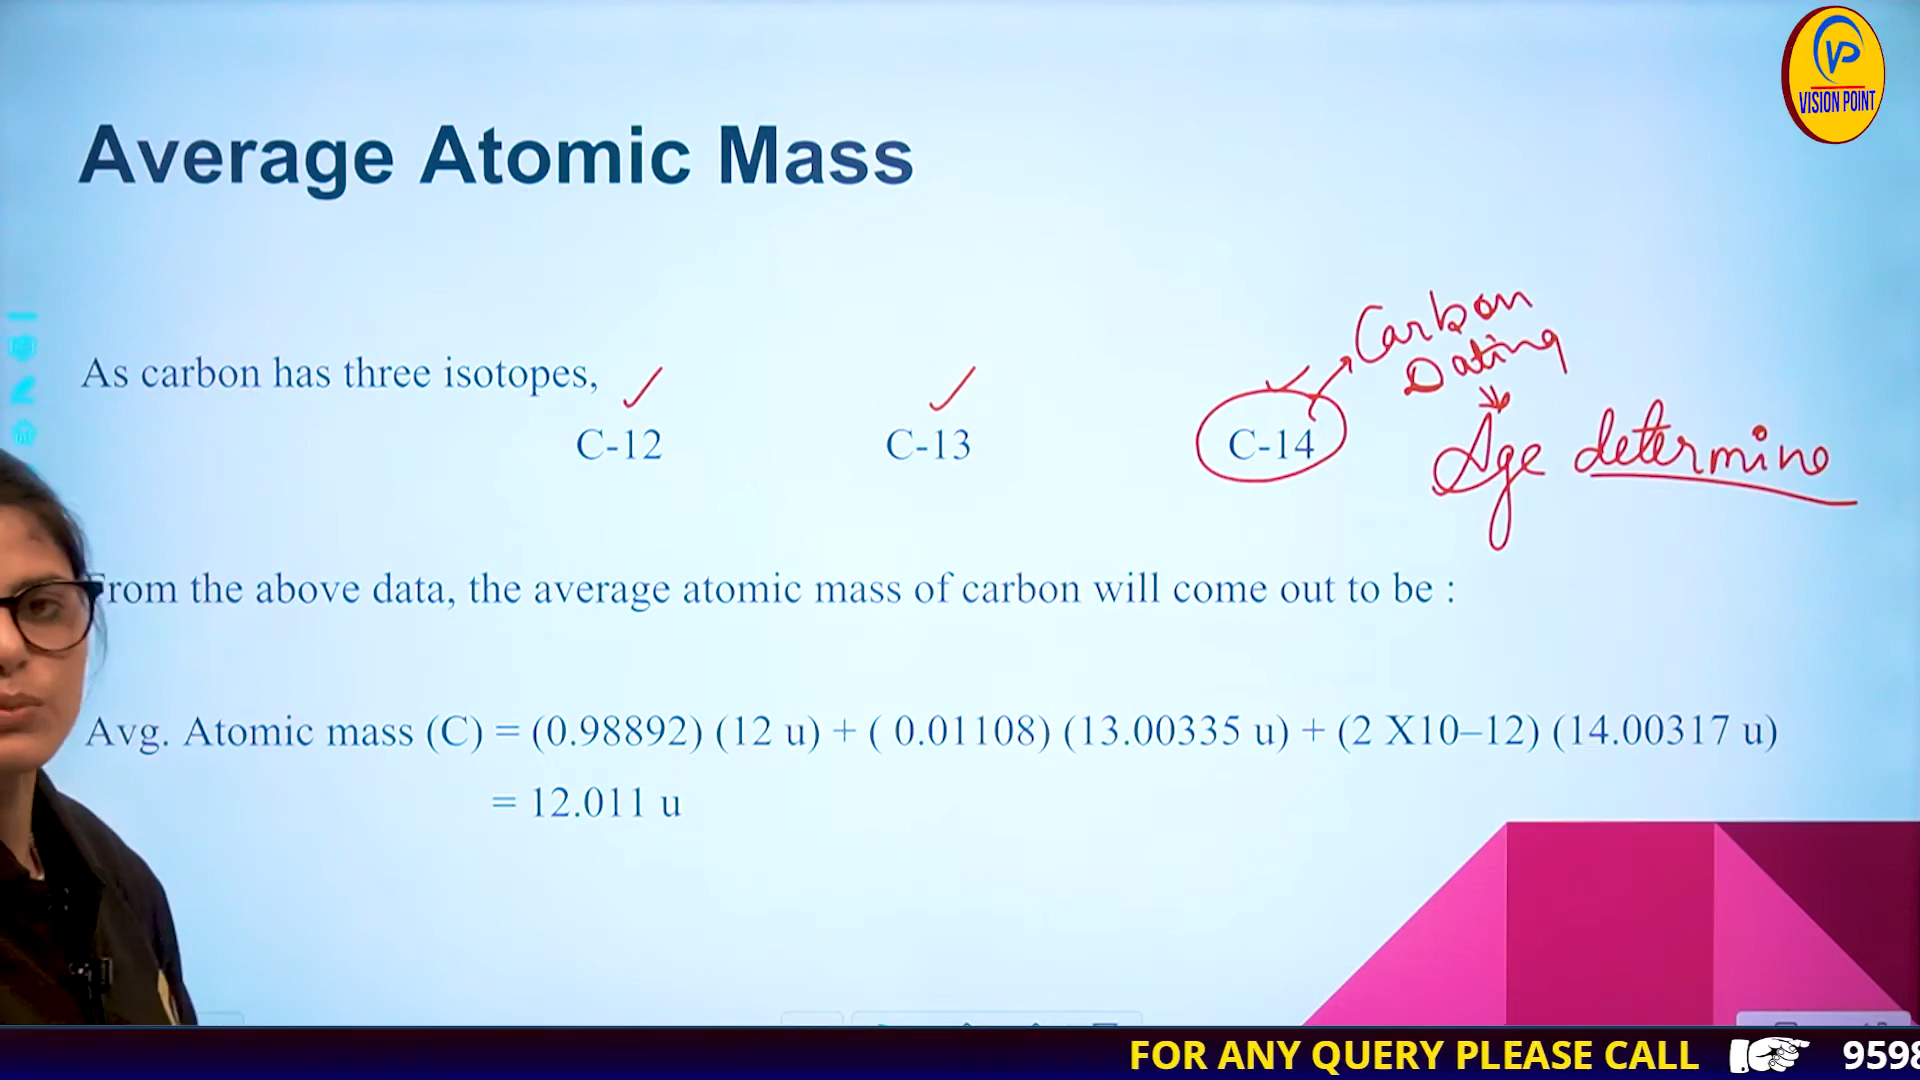 VP
VISION POINT
Average Atomic Mass
As carbon has three isotopes,
C-12 C-13 C-14
Carbon
Dating
Age determine
From the above data, the average atomic mass of carbon will come out to be :
Avg. Atomic mass (C) = (0.98892) (12 u) + ( 0.01108) (13.00335 u) + (2 X10–12) (14.00317 u)
= 12.011 u
FOR ANY QUERY PLEASE CALL 9598